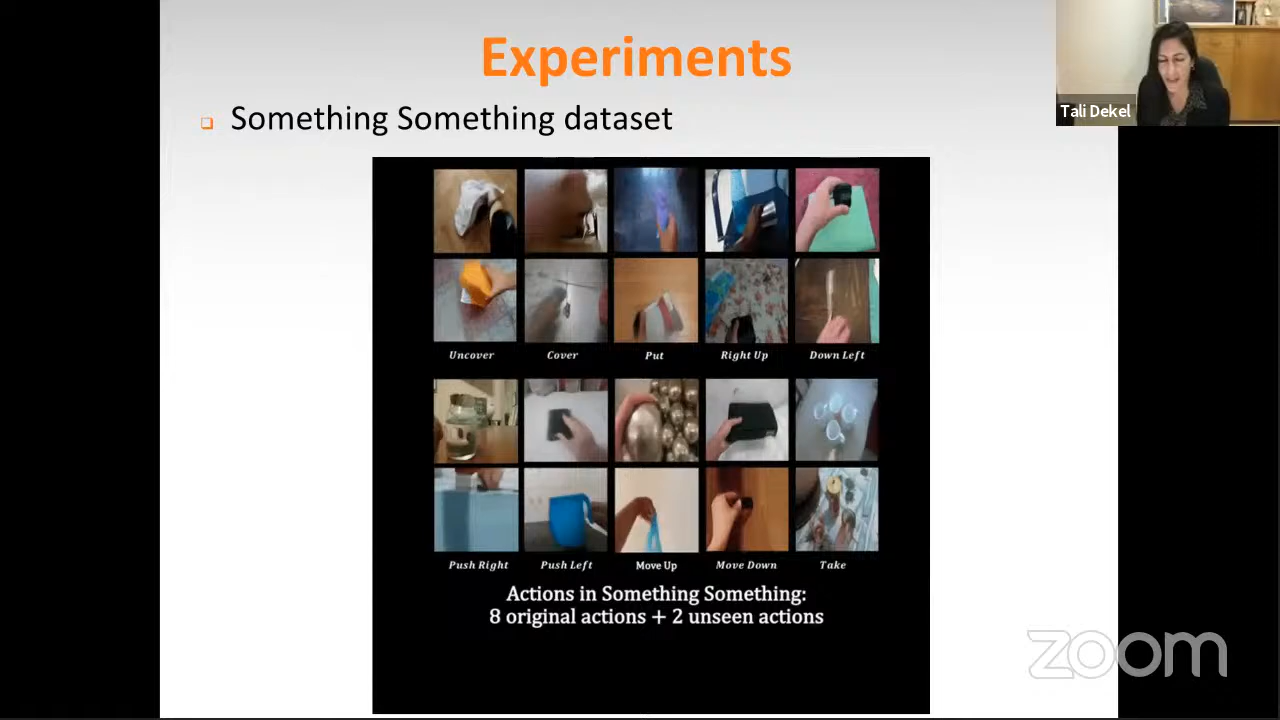 Experiments
Something Something dataset
Tali Dekel
Uncover Cover Put Right Up Down Left
Push Right Push Left Move Up Move Down Take
Actions in Something Something:
8 original actions + 2 unseen actions
zoom